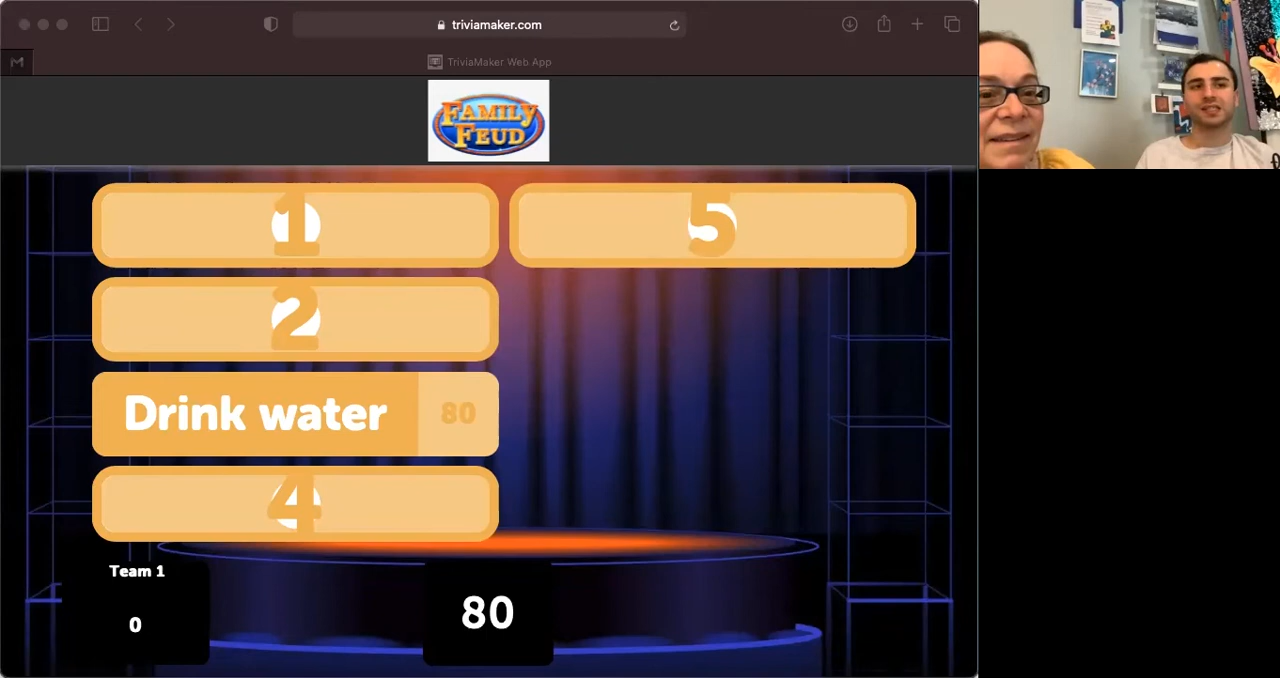 triviamaker.com
M
TriviaMaker Web App
FAMILY
FEUD
1
5
2
Drink water 80
4
Team 1
0
80